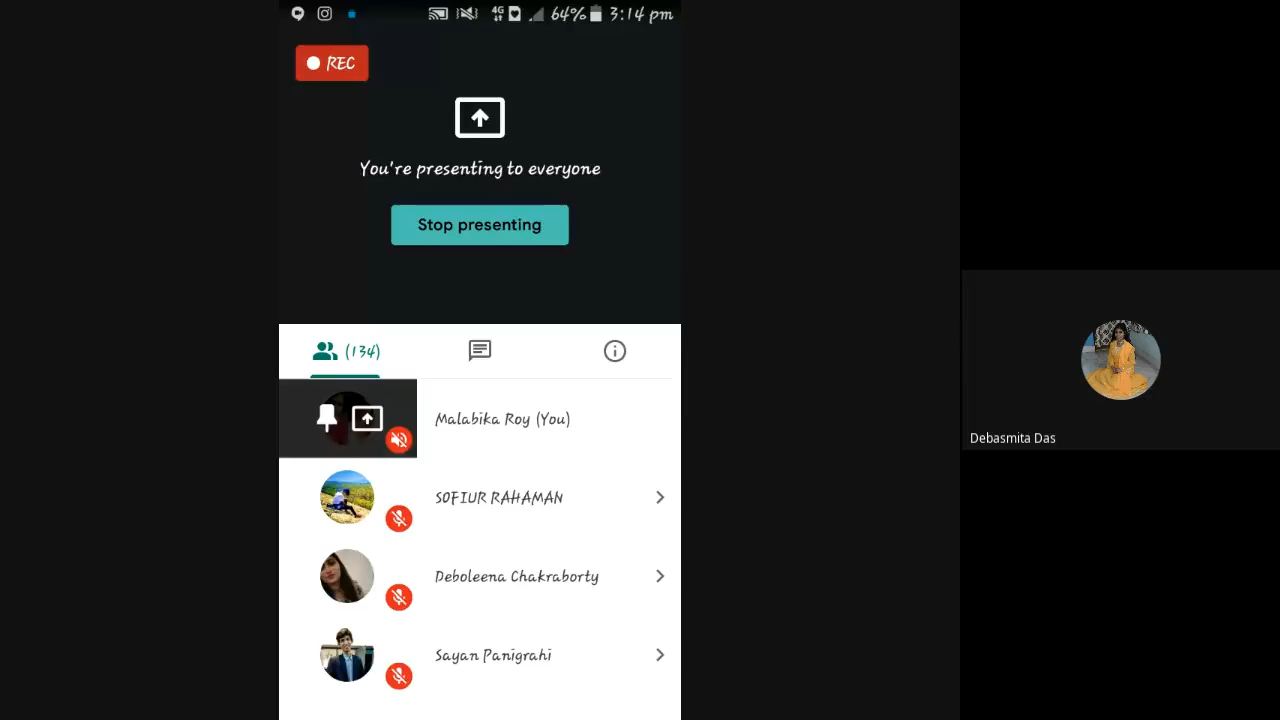 4G 64% 3:14 pm
REC
You're presenting to everyone
Stop presenting
(134)
Malabika Roy (You)
SOFIUR RAHAMAN
Deboleena Chakraborty
Sayan Panigrahi
Debasmita Das